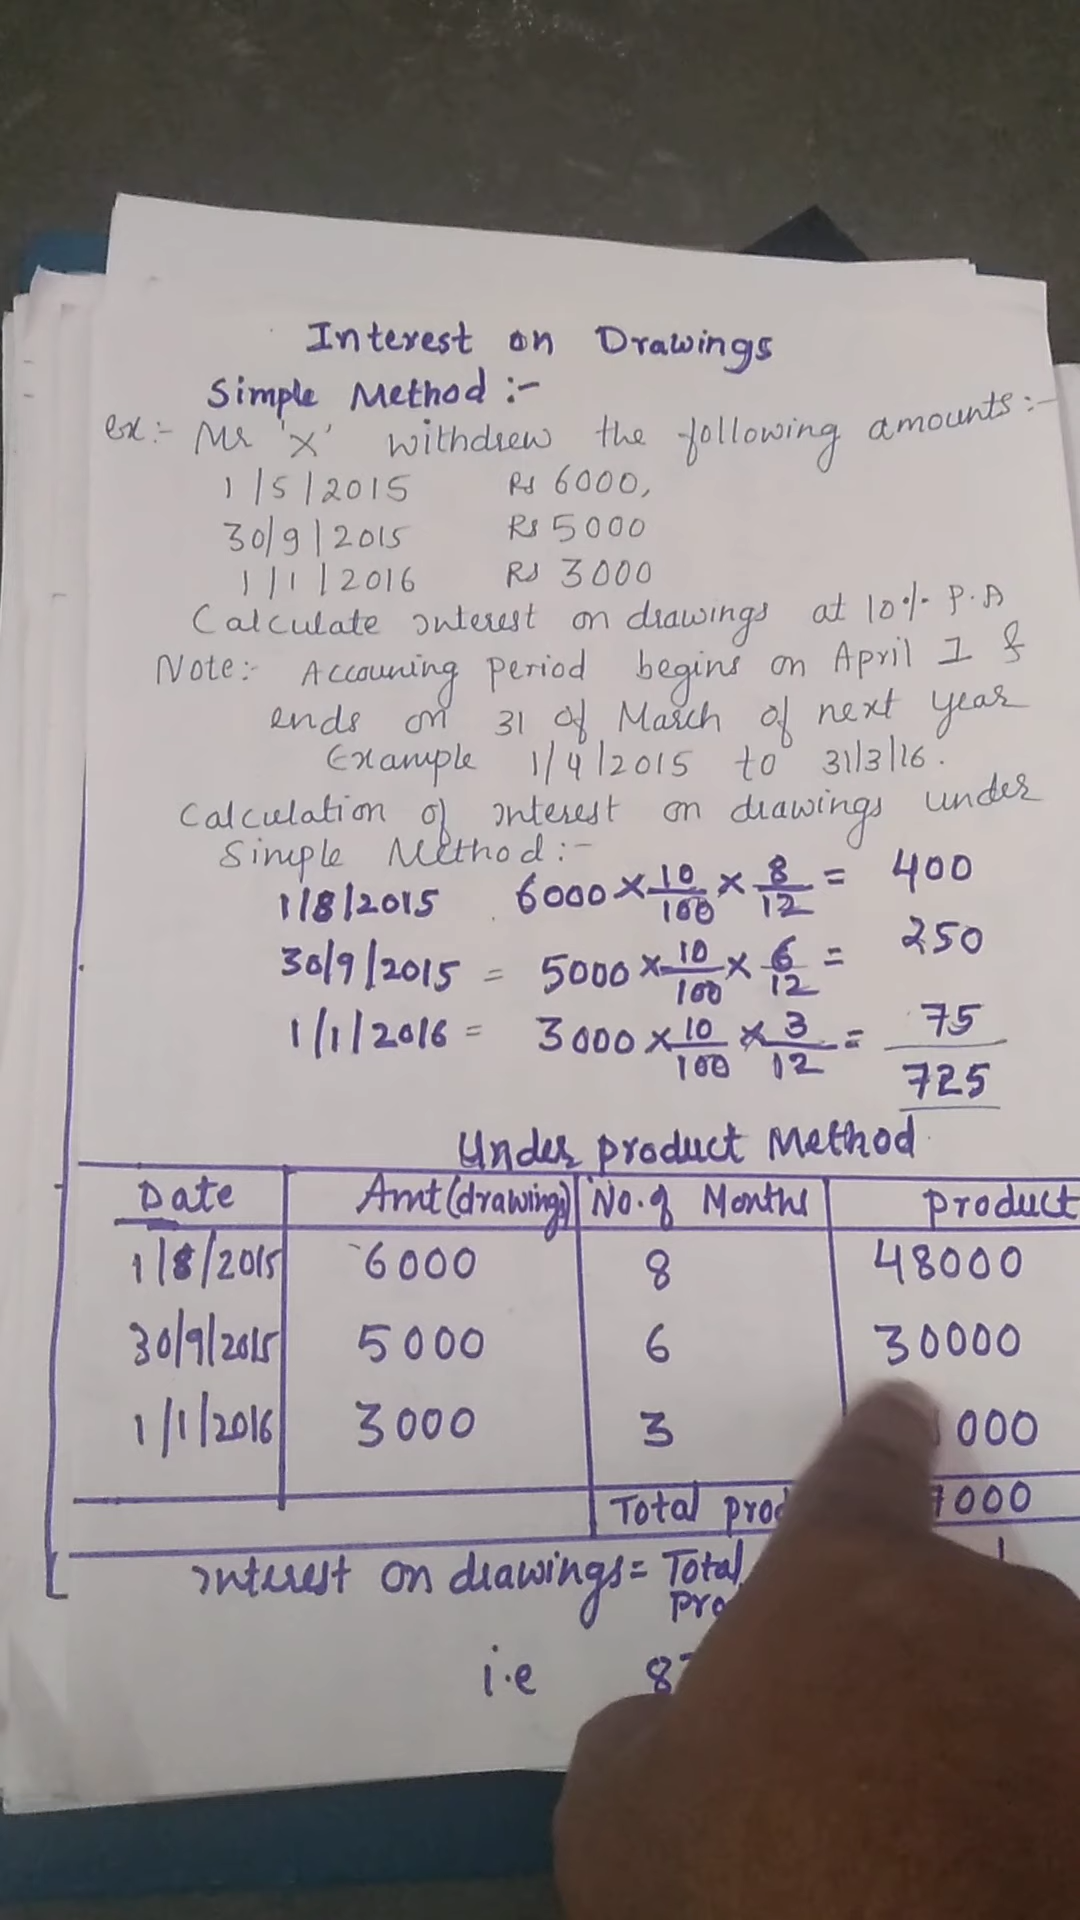 Interest on Drawings
Simple Method :-
ex:- Mr 'X' withdrew the following amounts:-
1/5/2015 Rs 6000,
30/9/2015 Rs 5000
1/1/2016 Rs 3000
Calculate interest on drawings at 10% P.A
Note:- Accouning period begins on April 1 &
ends on 31 of March of next year
Example 1/4/2015 to 31/3/16.
Calculation of interest on drawings under
Simple Method:-
1/8/2015 6000 × 10/100 × 8/12 = 400
30/9/2015 = 5000 × 10/100 × 6/12 = 250
1/1/2016 = 3000 × 10/100 × 3/12 = 75
725
Under product Method
Date Amt(drawings) No.of Months product
1/8/2015 6000 8 48000
30/9/2015 5000 6 30000
1/1/2016 3000 3 000
Total prod 7000
interest on drawings = Total
Pro
i.e 87